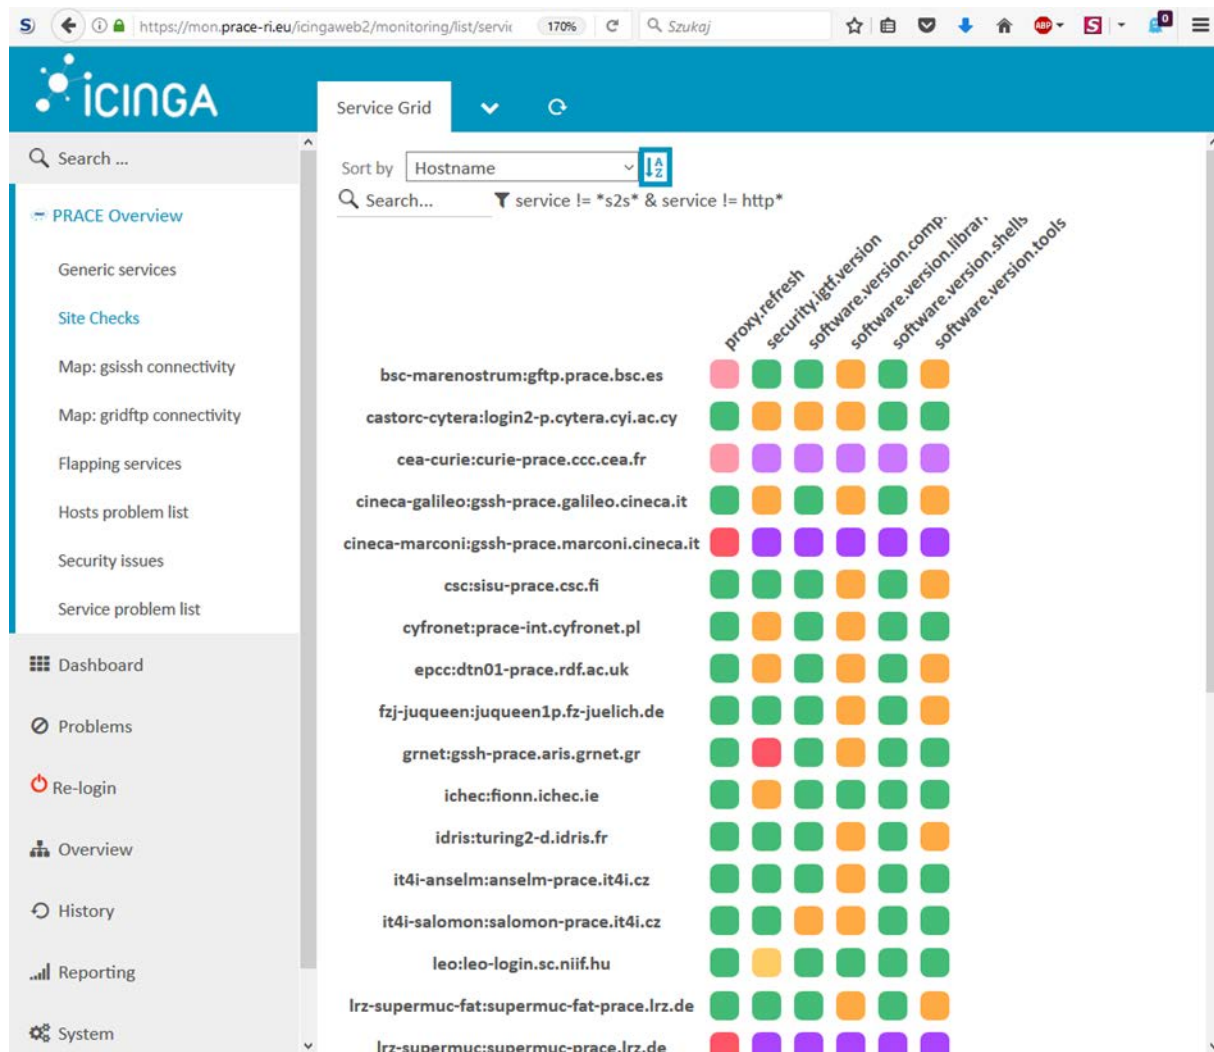 https://mon.prace-ri.eu/icingaweb2/monitoring/list/servic
170%
Szukaj
ABP
S
0
ICINGA
Service Grid
Search ...
Sort by Hostname
Search... service != *s2s* & service != http*
PRACE Overview
Generic services
Site Checks
Map: gsissh connectivity
Map: gridftp connectivity
Flapping services
Hosts problem list
Security issues
Service problem list
Dashboard
Problems
Re-login
Overview
History
Reporting
System
proxy.refresh
security.igtf.version
software.version.comp.
software.version.librar.
software.version.shells
software.version.tools
bsc-marenostrum:gftp.prace.bsc.es
castorc-cytera:login2-p.cytera.cyi.ac.cy
cea-curie:curie-prace.ccc.cea.fr
cineca-galileo:gssh-prace.galileo.cineca.it
cineca-marconi:gssh-prace.marconi.cineca.it
csc:sisu-prace.csc.fi
cyfronet:prace-int.cyfronet.pl
epcc:dtn01-prace.rdf.ac.uk
fzj-juqueen:juqueen1p.fz-juelich.de
grnet:gssh-prace.aris.grnet.gr
ichec:fionn.ichec.ie
idris:turing2-d.idris.fr
it4i-anselm:anselm-prace.it4i.cz
it4i-salomon:salomon-prace.it4i.cz
leo:leo-login.sc.niif.hu
lrz-supermuc-fat:supermuc-fat-prace.lrz.de
lrz-supermuc:supermuc-prace.lrz.de